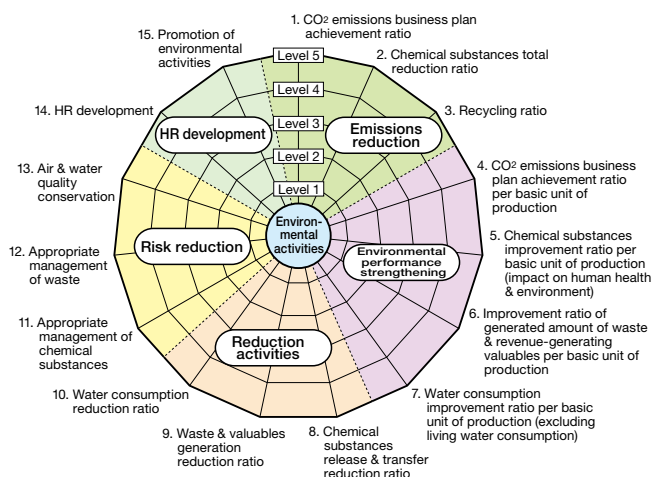 1. CO2 emissions business plan
achievement ratio
2. Chemical substances total
reduction ratio
3. Recycling ratio
4. CO2 emissions business
plan achievement ratio
per basic unit of
production
5. Chemical substances
improvement ratio per
basic unit of production
(impact on human health
& environment)
6. Improvement ratio of
generated amount of waste
& revenue-generating
valuables per basic unit of
production
7. Water consumption
improvement ratio per basic
unit of production (excluding
living water consumption)
8. Chemical
substances
release & transfer
reduction ratio
9. Waste & valuables
generation
reduction ratio
10. Water consumption
reduction ratio
11. Appropriate
management of
chemical
substances
12. Appropriate
management
of waste
13. Air & water
quality
conservation
14. HR development
15. Promotion of
environmental
activities
Level 5
Level 4
Level 3
Level 2
Level 1
HR development
Emissions
reduction
Environ-
mental
activities
Risk reduction
Environmental
performance
strengthening
Reduction
activities